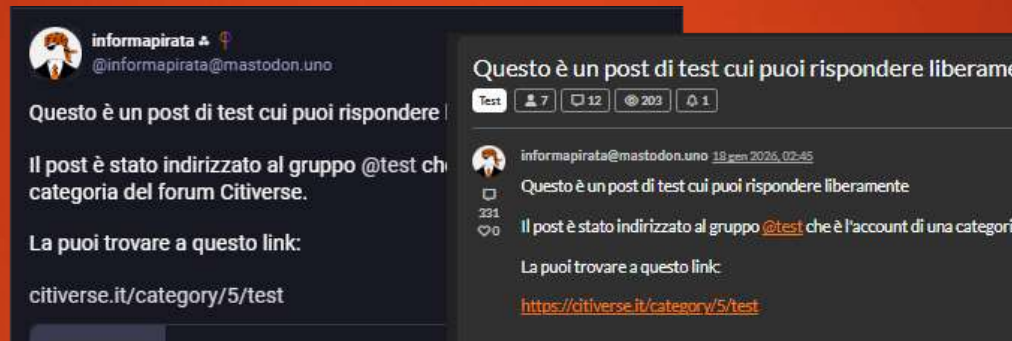 informapirata
@informapirata@mastodon.uno
Questo è un post di test cui puoi rispondere
Il post è stato indirizzato al gruppo @test
categoria del forum Citiverse.
La puoi trovare a questo link:
citiverse.it/category/5/test
Questo è un post di test cui puoi rispondere
Test 7 12 203 1
informapirata@mastodon.uno 18 gen 2026, 02:45
Questo è un post di test cui puoi rispondere liberamente
331
0
Il post è stato indirizzato al gruppo @test che è l'account di una
La puoi trovare a questo link:
https://citiverse.it/category/5/test